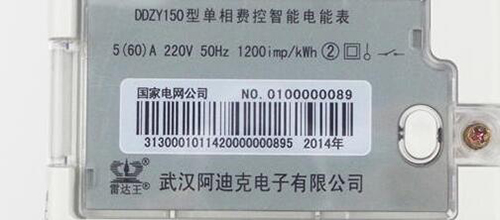 DDZY150型单相费控智能电能表
5(60)A 220V 50Hz 1200imp/kWh ②
国家电网公司 NO. 0100000089
3130001011420000000895 2014年
雷达王
武汉阿迪克电子有限公司